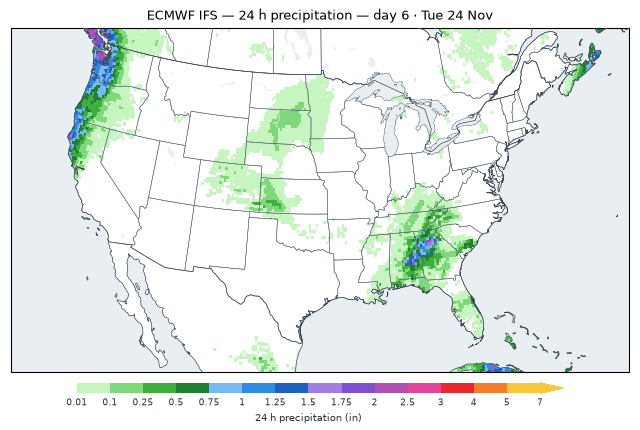 ECMWF IFS — 24 h precipitation — day 6 · Tue 24 Nov
0.01 0.1 0.25 0.5 0.75 1 1.25 1.5 1.75 2 2.5 3 4 5 7
24 h precipitation (in)